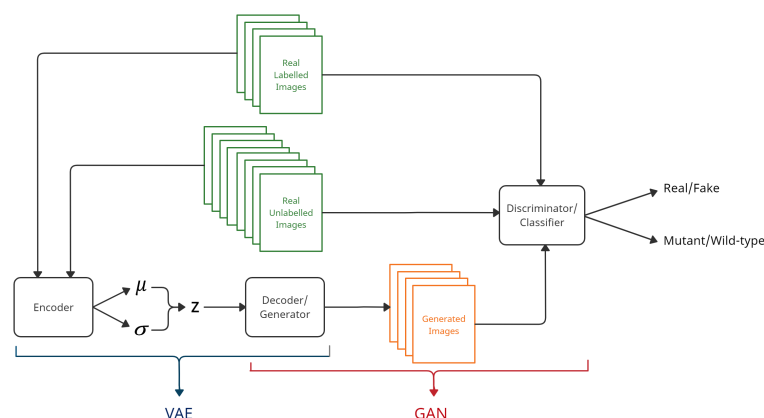 Real
Labelled
Images
Real
Unlabelled
Images
Discriminator/
Classifier
Real/Fake
Mutant/Wild-type
Encoder
μ
σ
z
Decoder/
Generator
Generated
Images
VAE
GAN